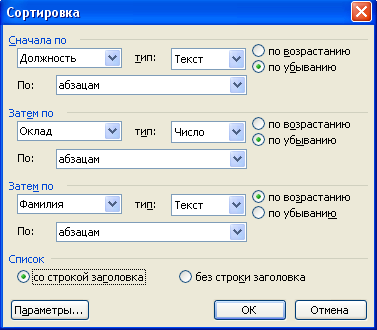 Сортировка
Сначала по
Должность тип: Текст по возрастанию
по убыванию
По: абзацам
Затем по
Оклад тип: Число по возрастанию
по убыванию
По: абзацам
Затем по
Фамилия тип: Текст по возрастанию
по убыванию
По: абзацам
Список
со строкой заголовка без строки заголовка
Параметры... ОК Отмена